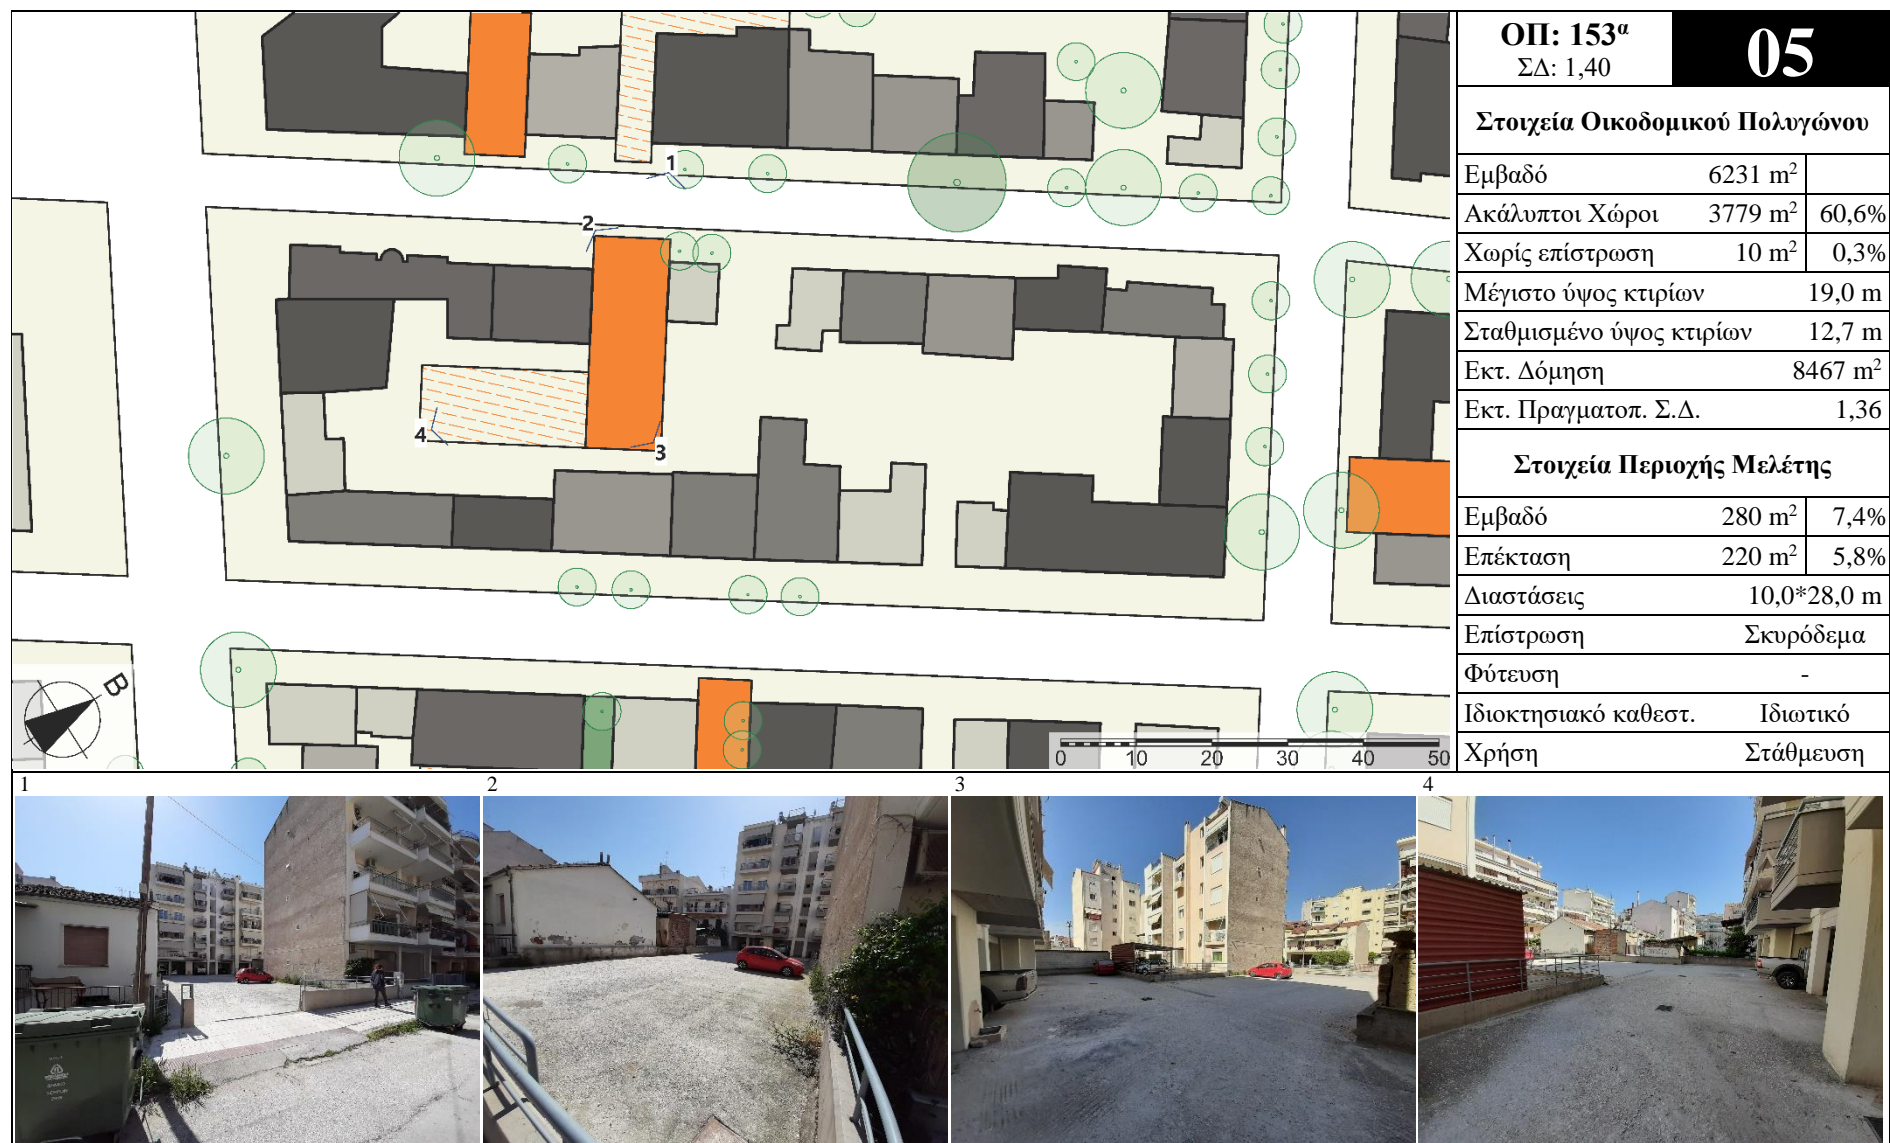 ΟΠ: 153α
ΣΔ: 1,40
05
Στοιχεία Οικοδομικού Πολυγώνου
Εμβαδό 6231 m²
Ακάλυπτοι Χώροι 3779 m² 60,6%
Χωρίς επίστρωση 10 m² 0,3%
Μέγιστο ύψος κτιρίων 19,0 m
Σταθμισμένο ύψος κτιρίων 12,7 m
Εκτ. Δόμηση 8467 m²
Εκτ. Πραγματοπ. Σ.Δ. 1,36
Στοιχεία Περιοχής Μελέτης
Εμβαδό 280 m² 7,4%
Επέκταση 220 m² 5,8%
Διαστάσεις 10,0*28,0 m
Επίστρωση Σκυρόδεμα
Φύτευση -
Ιδιοκτησιακό καθεστ. Ιδιωτικό
Χρήση Στάθμευση
1
2
3
4
Β
0 10 20 30 40 50
1 2 3 4